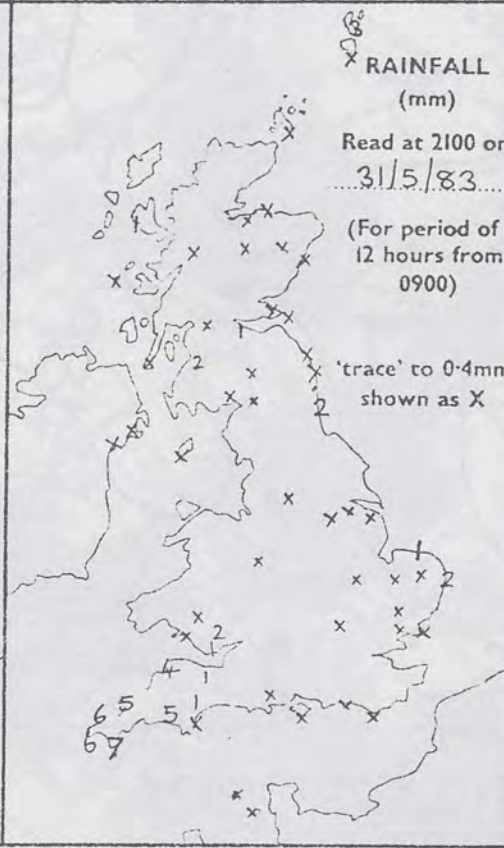 RAINFALL
(mm)
Read at 2100 on
31/5/83
(For period of
12 hours from
0900)
'trace' to 0·4mm
shown as X
1
2
2
1
2
2
1
4
1
1
6
5
5
6
7